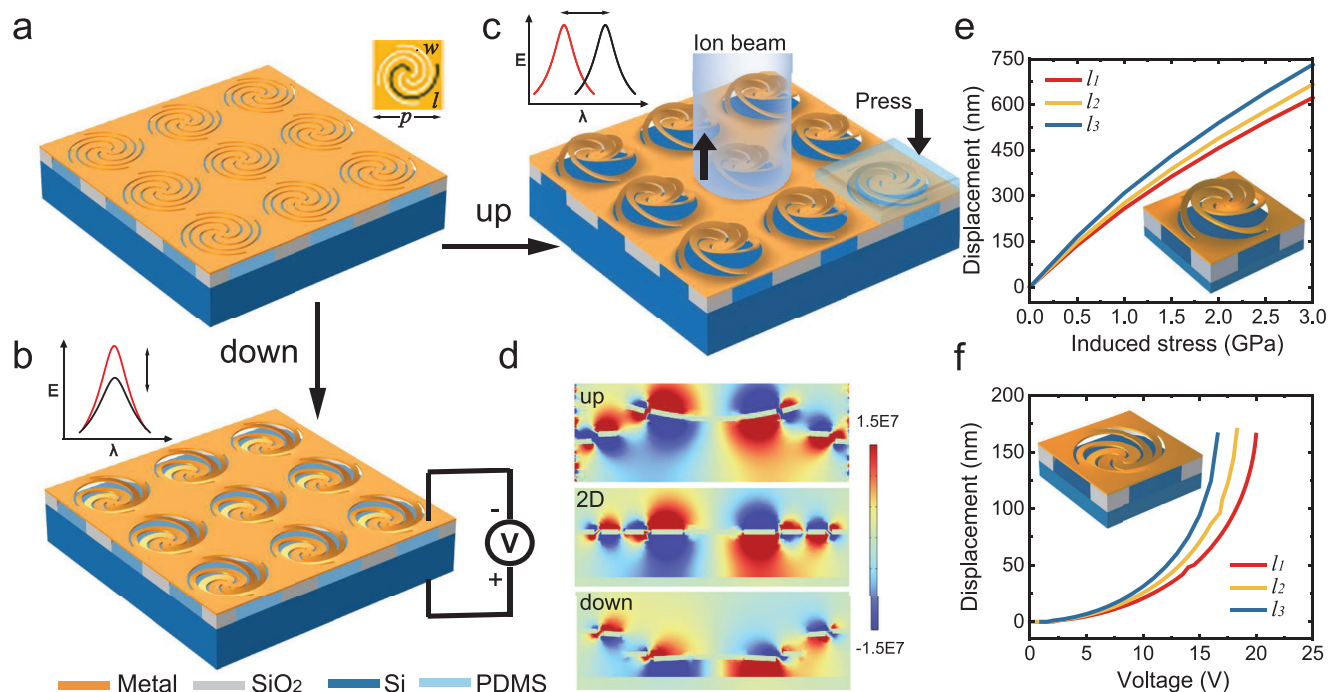 a
w
l
p
up
down
b
E
λ
-
V
+
Metal
SiO₂
Si
PDMS
c
E
λ
Ion beam
Press
d
up
2D
down
1.5E7
-1.5E7
e
Displacement (nm)
750
600
450
300
150
0
l₁
l₂
l₃
0.0 0.5 1.0 1.5 2.0 2.5 3.0
Induced stress (GPa)
f
Displacement (nm)
200
150
100
50
0
l₁
l₂
l₃
0 5 10 15 20 25
Voltage (V)